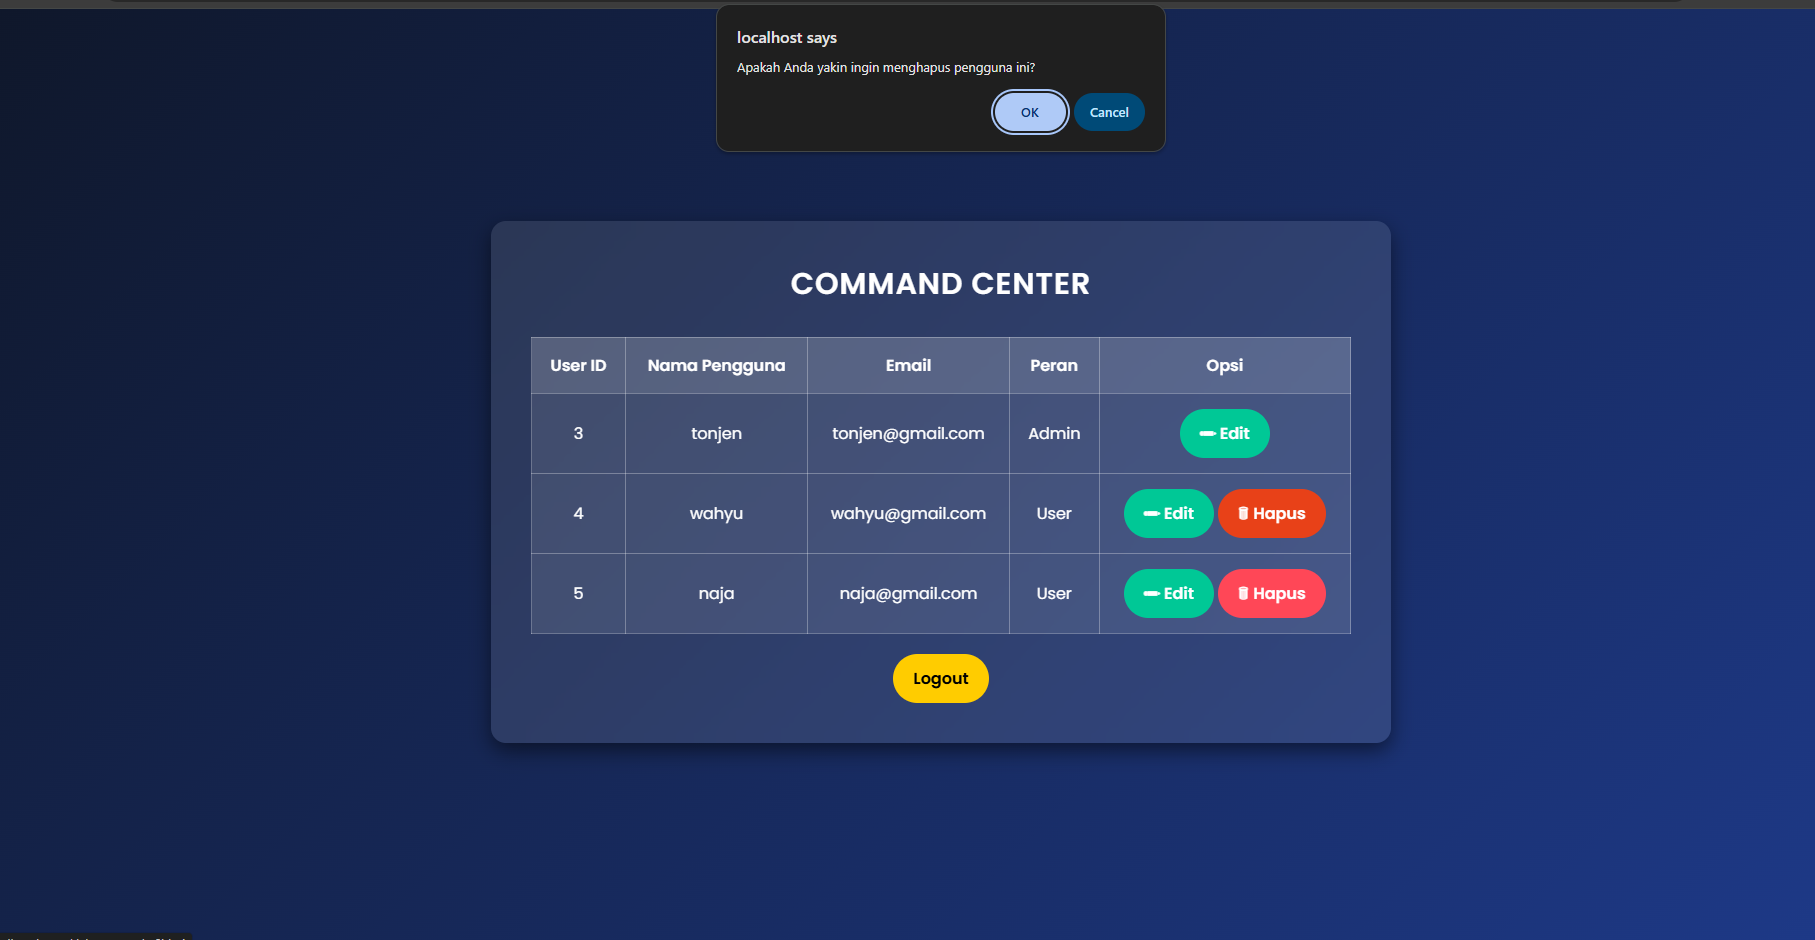 localhost says
Apakah Anda yakin ingin menghapus pengguna ini?
OK Cancel
COMMAND CENTER
User ID Nama Pengguna Email Peran Opsi
3 tonjen tonjen@gmail.com Admin Edit
4 wahyu wahyu@gmail.com User Edit Hapus
5 naja naja@gmail.com User Edit Hapus
Logout